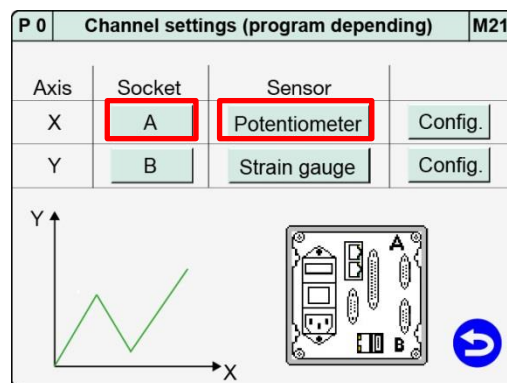 P 0 Channel settings (program depending) M21
Axis Socket Sensor
X A Potentiometer Config.
Y B Strain gauge Config.
Y
A
B
X